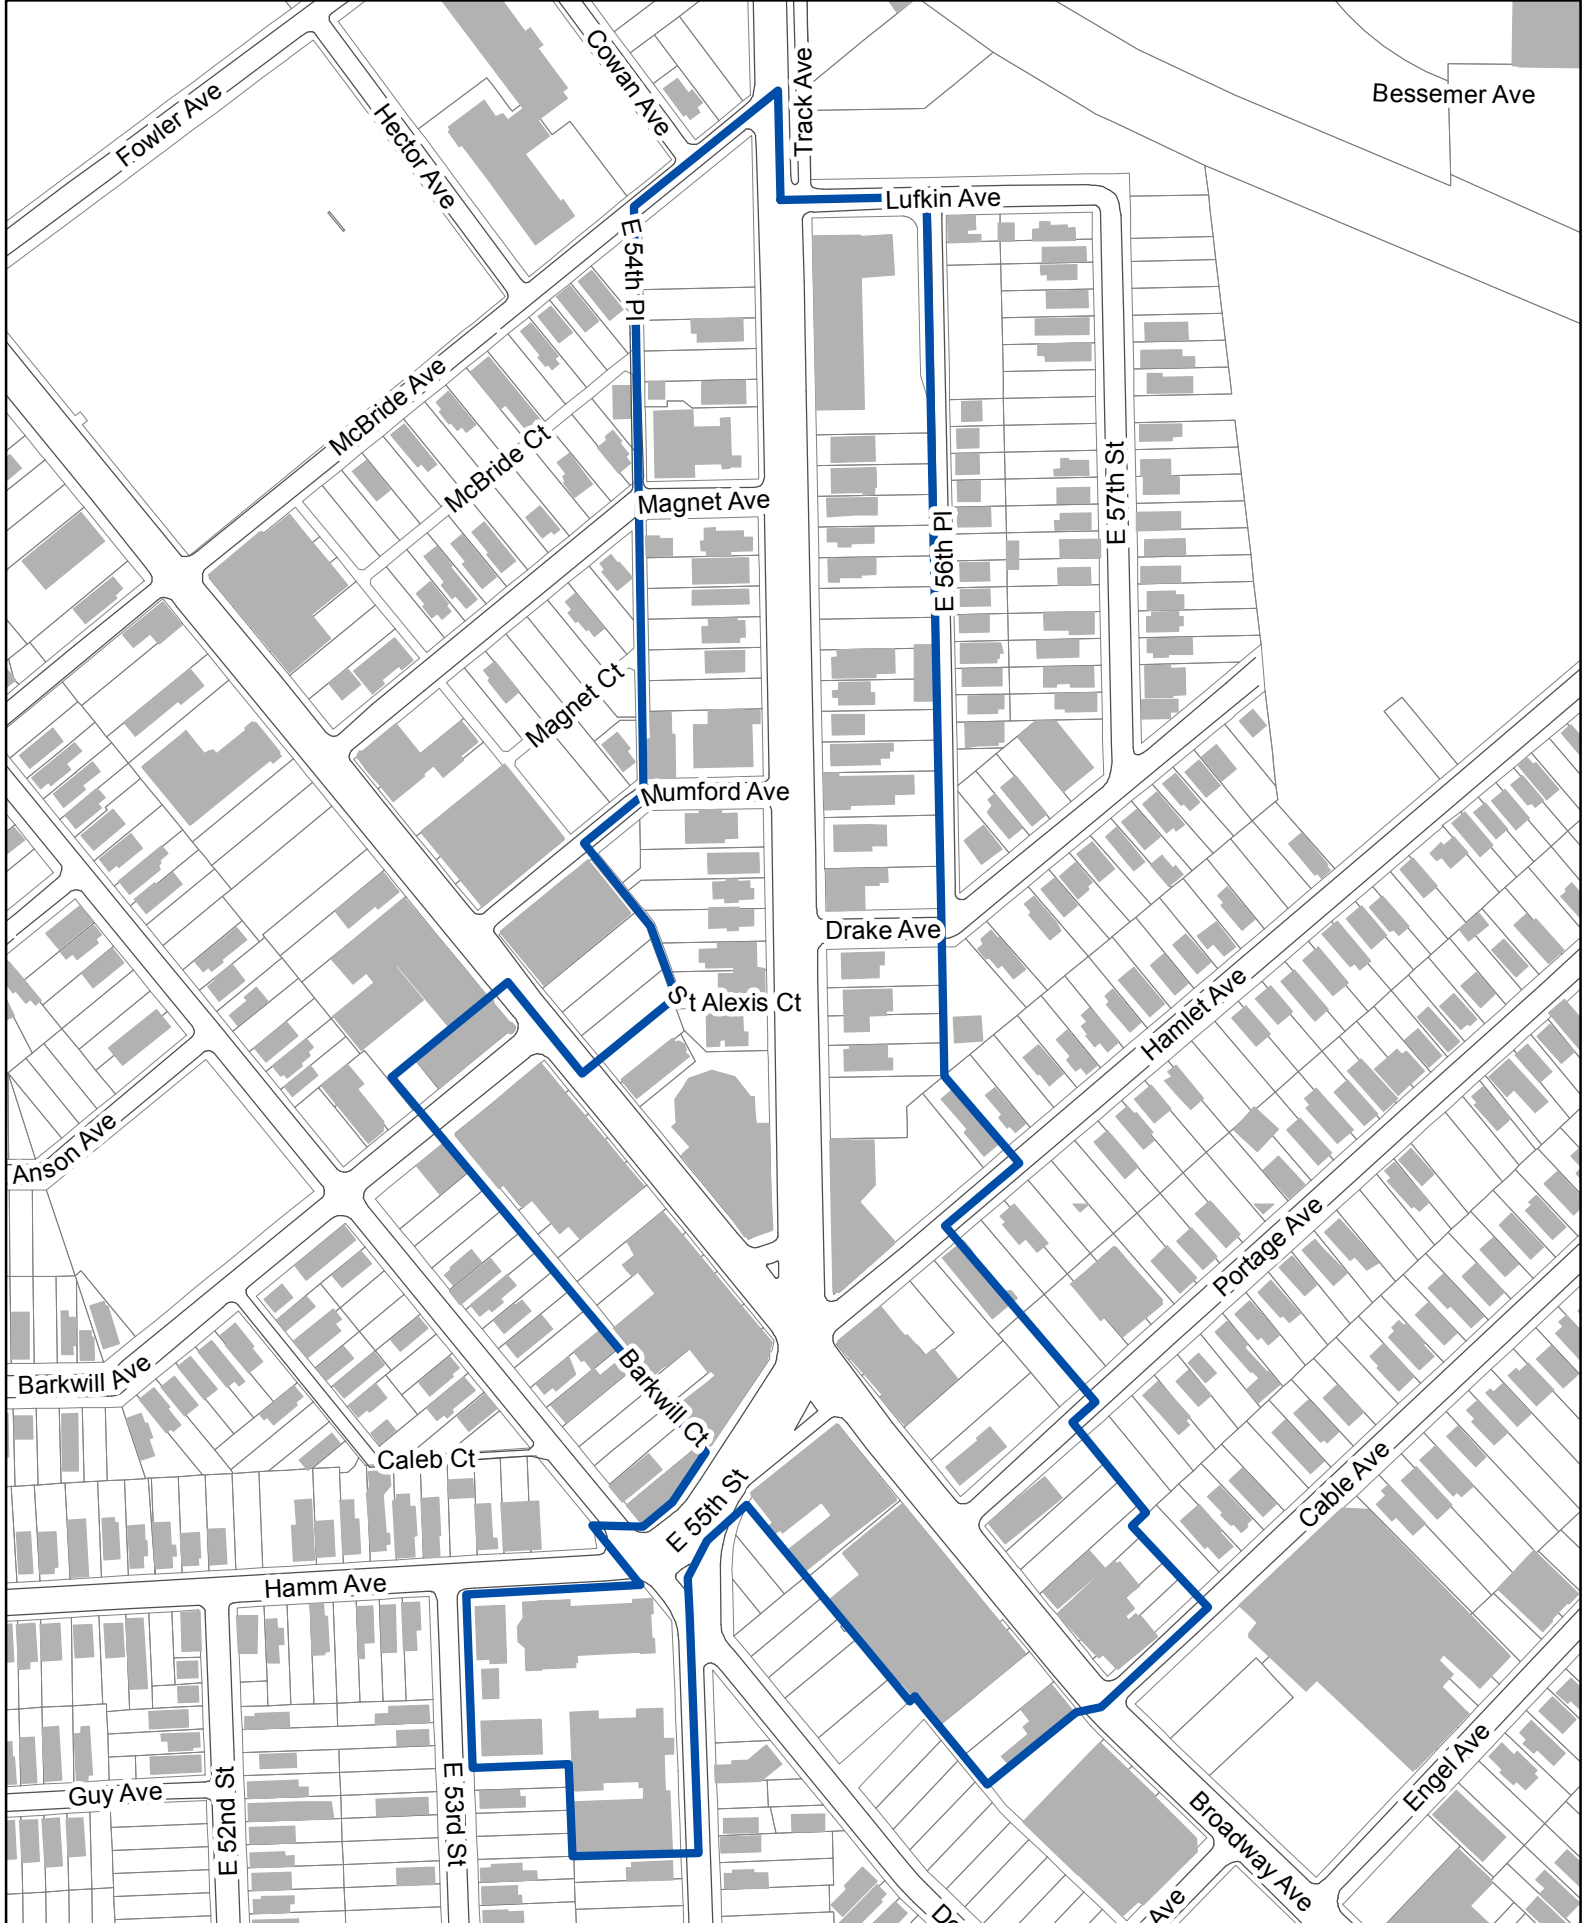 Cowan Ave
Track Ave
Bessemer Ave
Fowler Ave
Hector Ave
Lufkin Ave
E 54th Pl
McBride Ave
McBride Ct
Magnet Ave
E 57th St
E 56th Pl
Magnet Ct
Mumford Ave
Drake Ave
St Alexis Ct
Hamlet Ave
Anson Ave
Portage Ave
Barkwill Ave
Barkwill Ct
Caleb Ct
E 55th St
Cable Ave
Hamm Ave
Guy Ave
E 52nd St
E 53rd St
Engel Ave
Broadway Ave
Ave